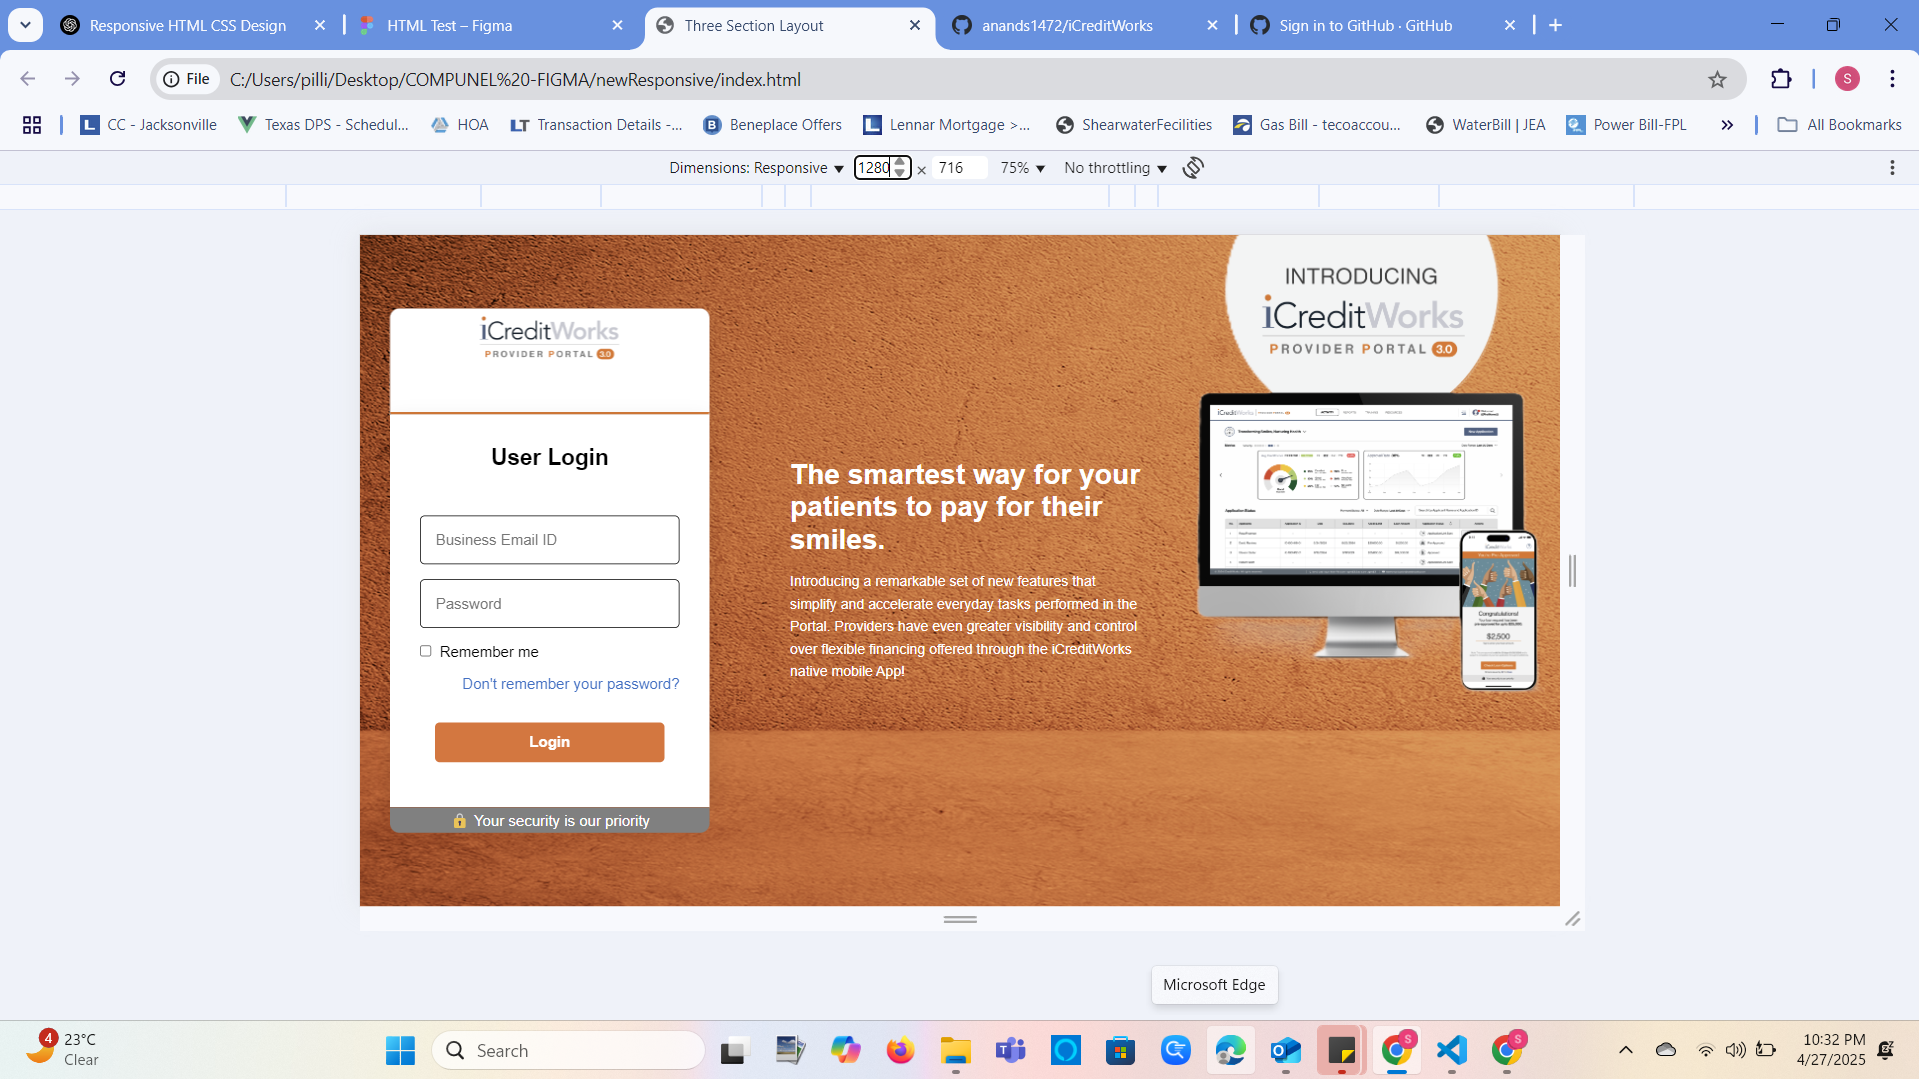 Responsive HTML CSS Design
HTML Test – Figma
Three Section Layout
anands1472/iCreditWorks
Sign in to GitHub · GitHub
File
C:/Users/pilli/Desktop/COMPUNEL%20-FIGMA/newResponsive/index.html
S
CC - Jacksonville
Texas DPS - Schedul...
HOA
LT Transaction Details -...
Beneplace Offers
Lennar Mortgage >...
ShearwaterFecilities
Gas Bill - tecoaccou...
WaterBill | JEA
Power Bill-FPL
All Bookmarks
Dimensions: Responsive
1280 × 716
75%
No throttling
iCreditWorks
PROVIDER PORTAL 3.0
User Login
Business Email ID
Password
Remember me
Don't remember your password?
Login
Your security is our priority
The smartest way for your
patients to pay for their
smiles.
Introducing a remarkable set of new features that
simplify and accelerate everyday tasks performed in the
Portal. Providers have even greater visibility and control
over flexible financing offered through the iCreditWorks
native mobile App!
INTRODUCING
iCreditWorks
PROVIDER PORTAL 3.0
Congratulations!
$2,500
Microsoft Edge
4
23°C
Clear
Search
10:32 PM
4/27/2025